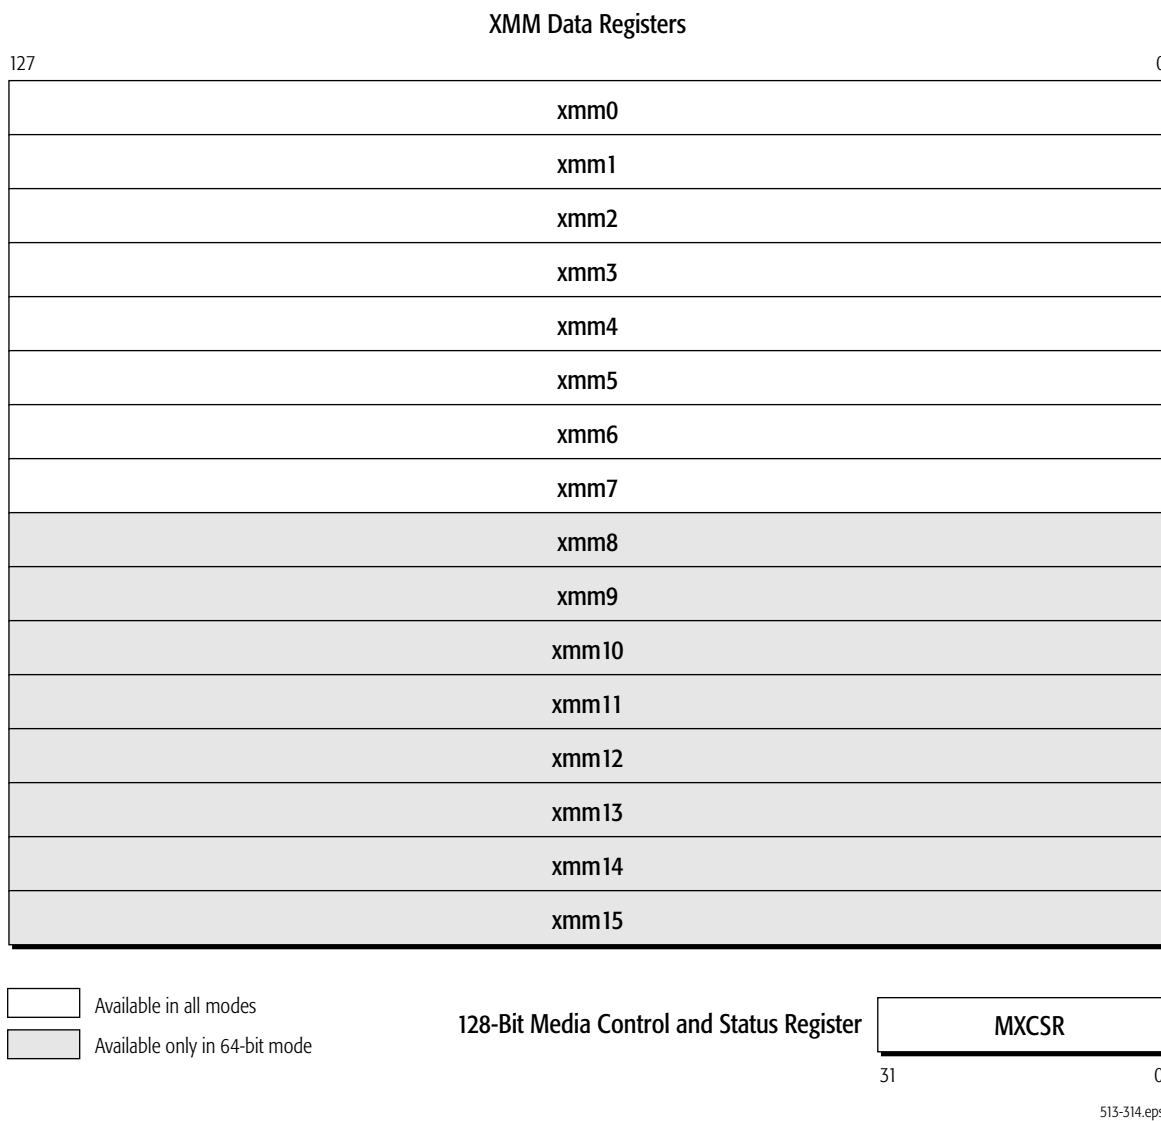 XMM Data Registers
127 0
xmm0
xmm1
xmm2
xmm3
xmm4
xmm5
xmm6
xmm7
xmm8
xmm9
xmm10
xmm11
xmm12
xmm13
xmm14
xmm15
Available in all modes
Available only in 64-bit mode
128-Bit Media Control and Status Register
MXCSR
31 0
513-314.eps